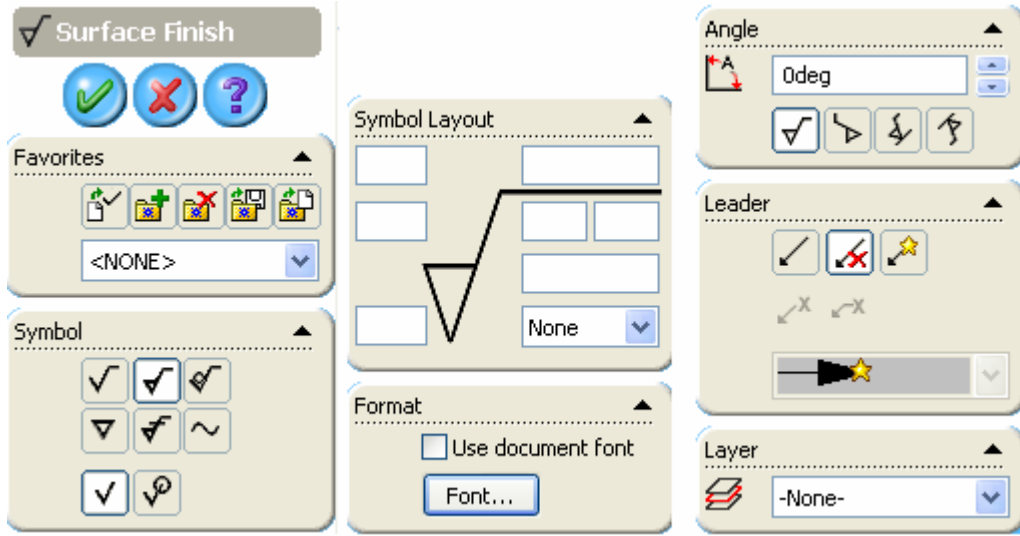 Surface Finish
?
Favorites
<NONE>
Symbol
Symbol Layout
None
Format
Use document font
Font...
Angle
A
0deg
Leader
X X
Layer
-None-